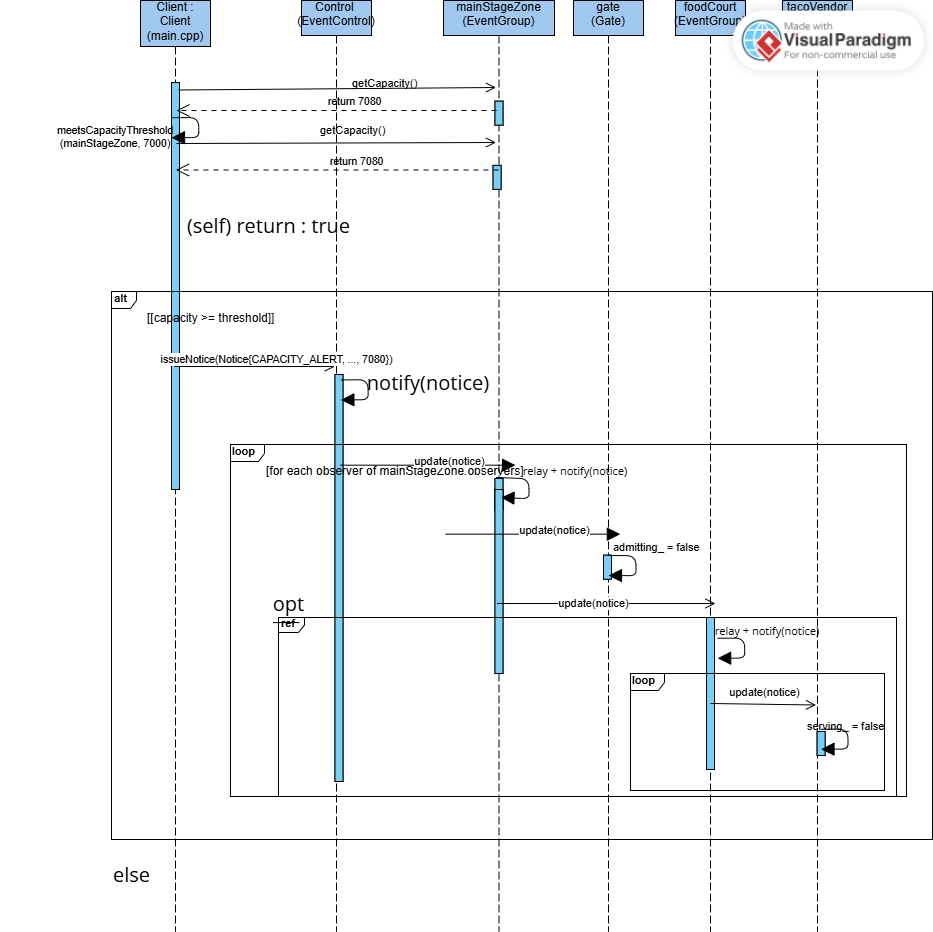 Client :
Client
(main.cpp)
Control
(EventControl)
mainStageZone
(EventGroup)
gate
(Gate)
foodCourt
(EventGroup
tacoVendor
Made with
Visual Paradigm
For non-commercial use
getCapacity()
return 7080
meetsCapacityThreshold
(mainStageZone, 7000)
getCapacity()
return 7080
(self) return : true
alt
[[capacity >= threshold]]
issueNotice(Notice{CAPACITY_ALERT, ..., 7080})
notify(notice)
loop
update(notice)
[for each observer of mainStageZone.observers]
relay + notify(notice)
update(notice)
admitting_ = false
update(notice)
opt
ref
relay + notify(notice)
loop
update(notice)
serving_ = false
else